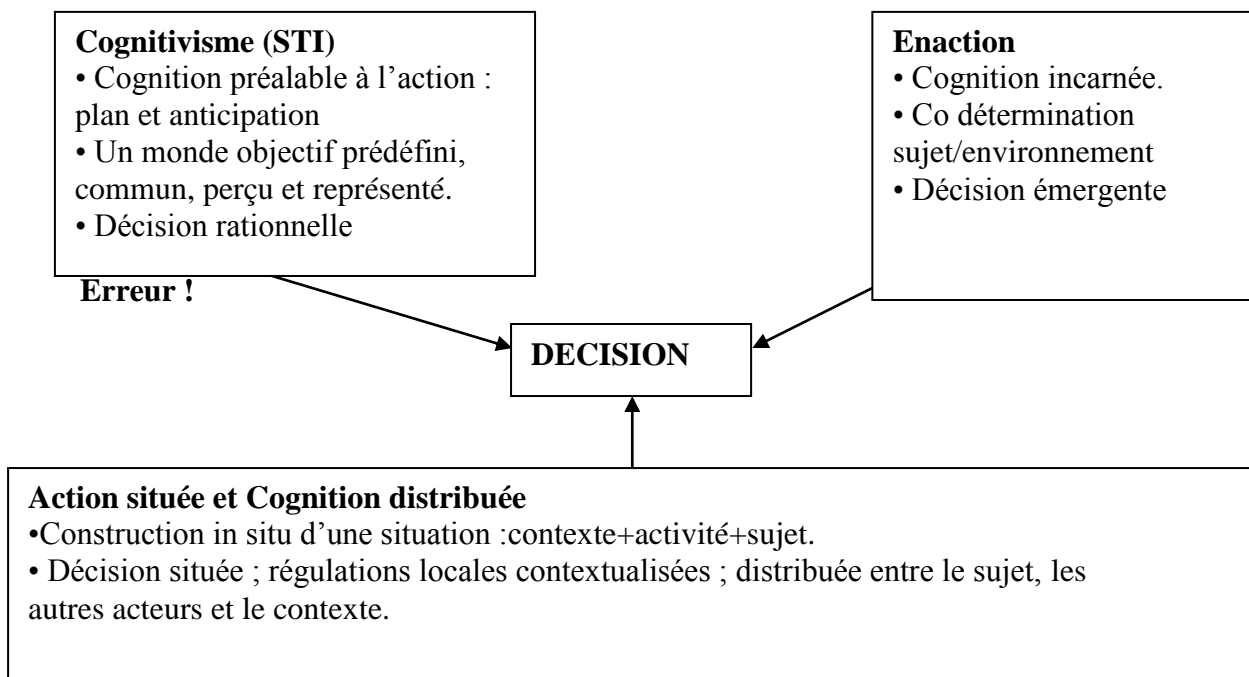 Cognitivisme (STI)
• Cognition préalable à l’action :
plan et anticipation
• Un monde objectif prédéfini,
commun, perçu et représenté.
• Décision rationnelle
Erreur !
Enaction
• Cognition incarnée.
• Co détermination
sujet/environnement
• Décision émergente
DECISION
Action située et Cognition distribuée
•Construction in situ d’une situation :contexte+activité+sujet.
• Décision située ; régulations locales contextualisées ; distribuée entre le sujet, les
autres acteurs et le contexte.